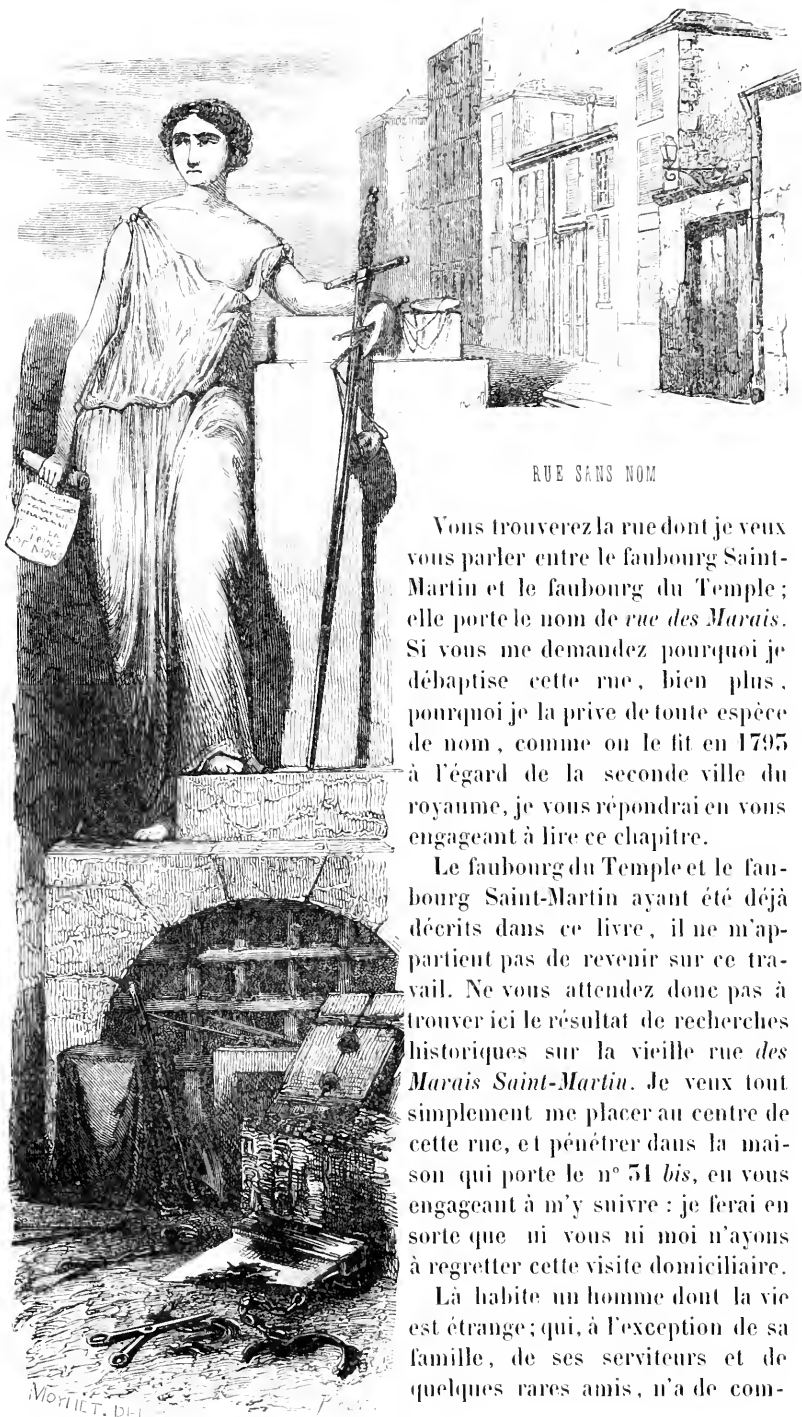 RUE SANS NOM
Vous trouverez la rue dont je veux
vous parler entre le faubourg Saint-
Martin et le faubourg du Temple;
elle porte le nom de rue des Marais.
Si vous me demandez pourquoi je
débaptise cette rue, bien plus,
pourquoi je la prive de toute espèce
de nom, comme on le fit en 1793
à l'égard de la seconde ville du
royaume, je vous répondrai en vous
engageant à lire ce chapitre.
Le faubourg du Temple et le fau-
bourg Saint-Martin ayant été déjà
décrits dans ce livre, il ne m'ap-
partient pas de revenir sur ce tra-
vail. Ne vous attendez donc pas à
trouver ici le résultat de recherches
historiques sur la vieille rue des
Marais Saint-Martin. Je veux tout
simplement me placer au centre de
cette rue, et pénétrer dans la mai-
son qui porte le n° 31 bis, en vous
engageant à m'y suivre : je ferai en
sorte que ni vous ni moi n'ayons
à regretter cette visite domiciliaire.
Là habite un homme dont la vie
est étrange; qui, à l'exception de sa
famille, de ses serviteurs et de
quelques rares amis, n'a de com-
MOYNET. DEL